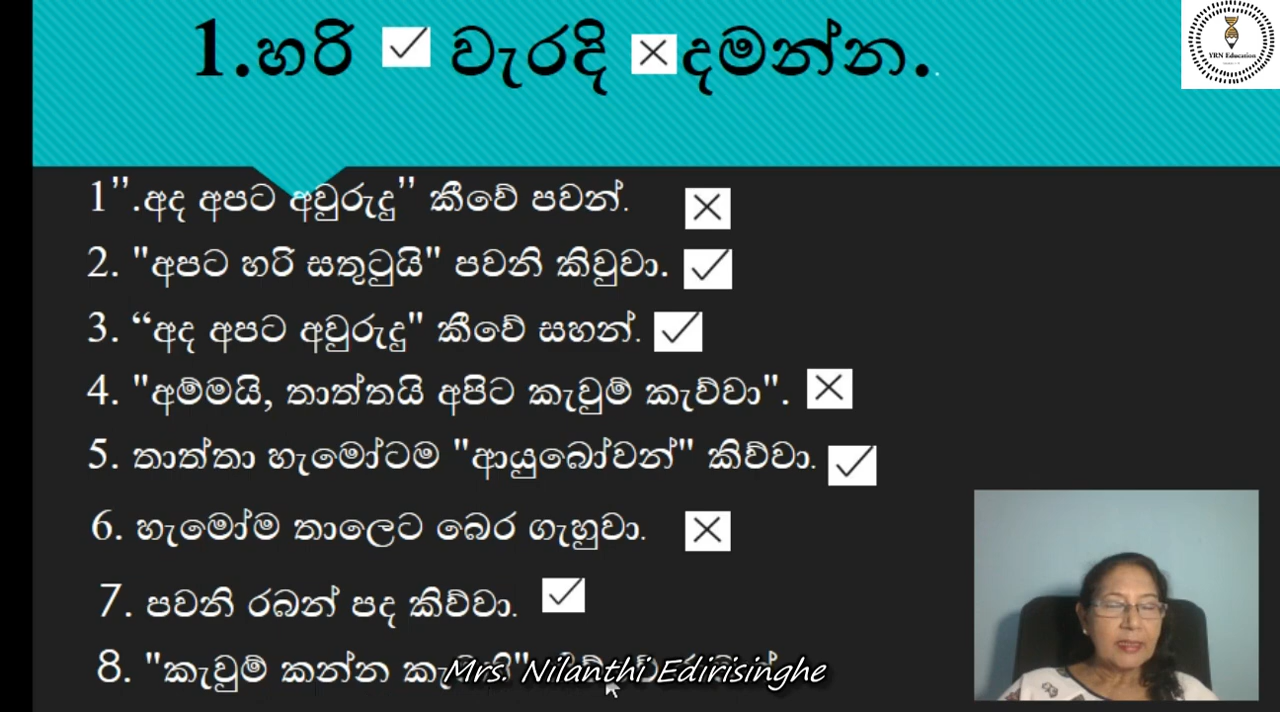 1.හරි ✓ වැරදි ✗ දමන්න..
YRN Education
1”.අද අපට අවුරුදු” කීවේ පවන්. ✗
2. "අපට හරි සතුටුයි" පවනි කිවුවා. ✓
3. “අද අපට අවුරුදු" කීවේ සහන්. ✓
4. "අම්මයි, තාත්තයි අපිට කැවුම් කැව්වා". ✗
5. තාත්තා හැමෝටම "ආයුබෝවන්" කිව්වා. ✓
6. හැමෝම තාලෙට බෙර ගැහුවා. ✗
7. පවනි රබන් පද කිව්වා. ✓
8. "කැවුම් කන්න
Mrs. Nilanthi Edirisinghe